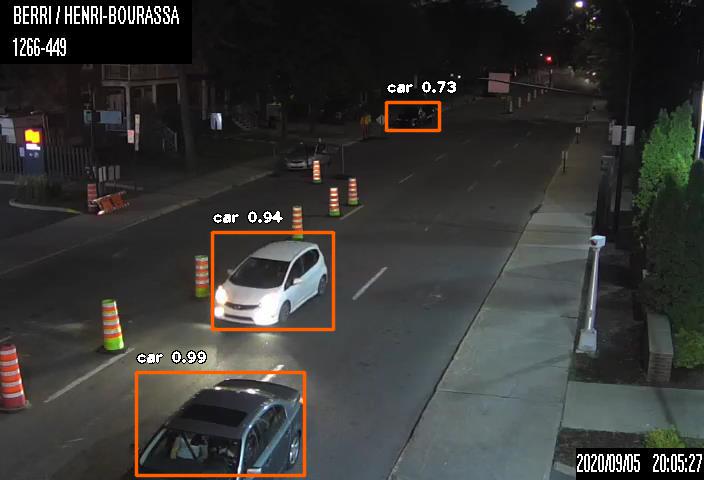 BERRI / HENRI-BOURASSA
1266-449
car 0.73
car 0.94
car 0.99
2020/09/05 20:05:27